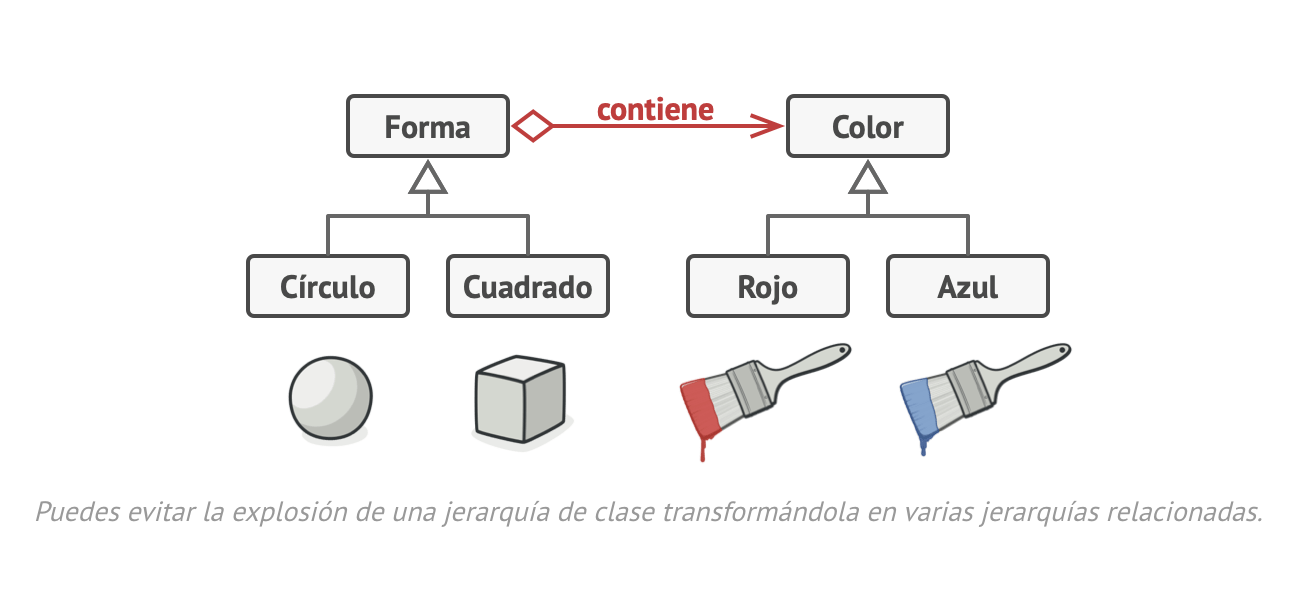 contiene
Forma
Color
Círculo
Cuadrado
Rojo
Azul
Puedes evitar la explosión de una jerarquía de clase transformándola en varias jerarquías relacionadas.